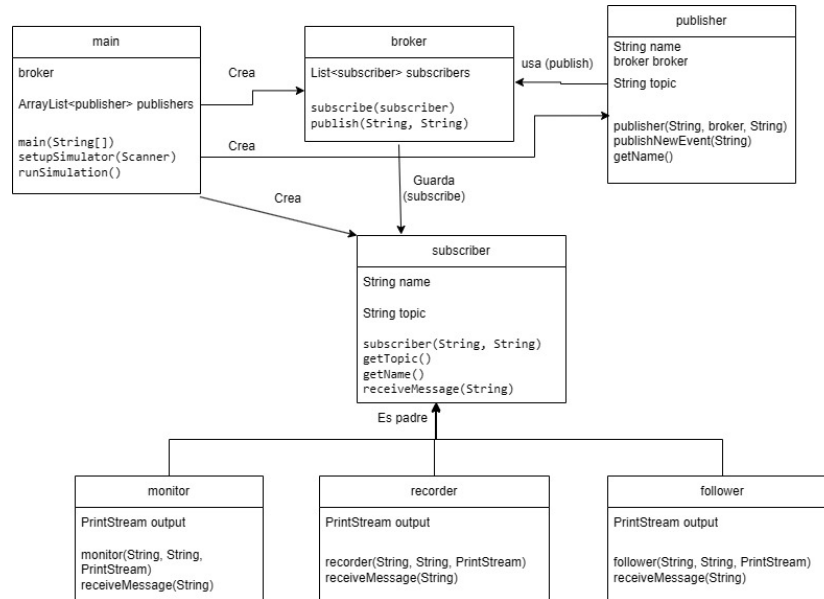 main
broker
ArrayList<publisher> publishers
main(String[])
setupSimulator(Scanner)
runSimulation()
Crea
broker
List<subscriber> subscribers
subscribe(subscriber)
publish(String, String)
usa (publish)
publisher
String name
broker broker
String topic
publisher(String, broker, String)
publishNewEvent(String)
getName()
Crea
Guarda
(subscribe)
Crea
subscriber
String name
String topic
subscriber(String, String)
getTopic()
getName()
receiveMessage(String)
Es padre
monitor
PrintStream output
monitor(String, String,
PrintStream)
receiveMessage(String)
recorder
PrintStream output
recorder(String, String, PrintStream)
receiveMessage(String)
follower
PrintStream output
follower(String, String, PrintStream)
receiveMessage(String)